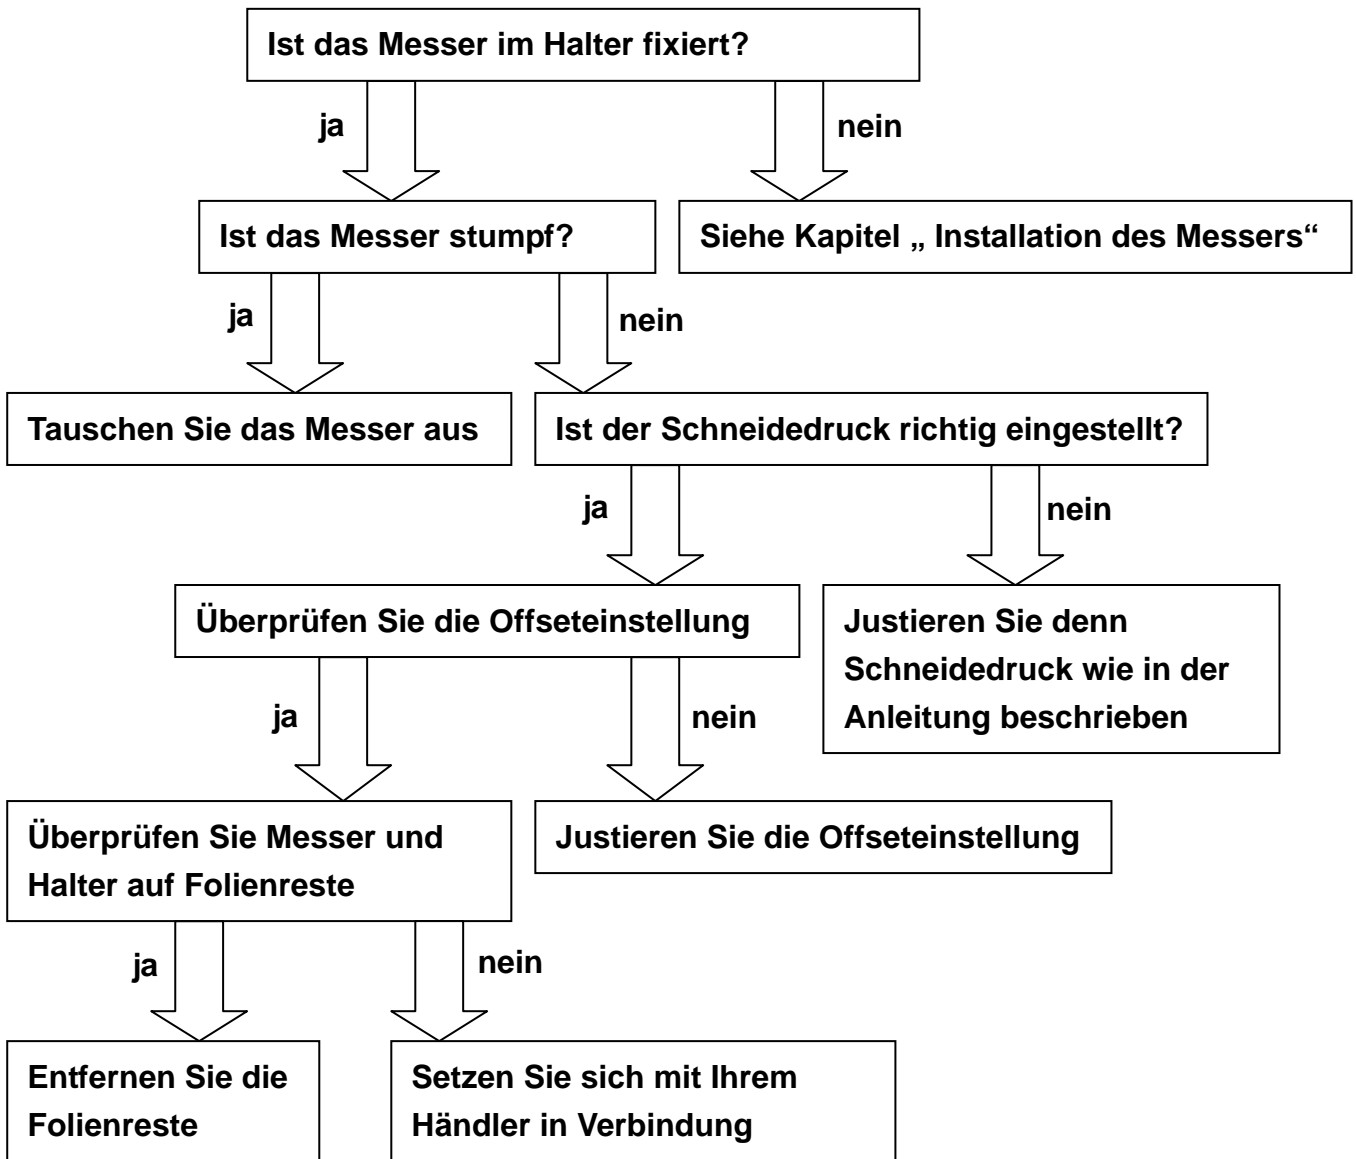 Ist das Messer im Halter fixiert?
ja
nein
Ist das Messer stumpf?
Siehe Kapitel „ Installation des Messers“
ja
nein
Tauschen Sie das Messer aus
Ist der Schneidedruck richtig eingestellt?
ja
nein
Überprüfen Sie die Offseteinstellung
Justieren Sie denn
Schneidedruck wie in der
Anleitung beschrieben
ja
nein
Überprüfen Sie Messer und
Halter auf Folienreste
Justieren Sie die Offseteinstellung
ja
nein
Entfernen Sie die
Folienreste
Setzen Sie sich mit Ihrem
Händler in Verbindung